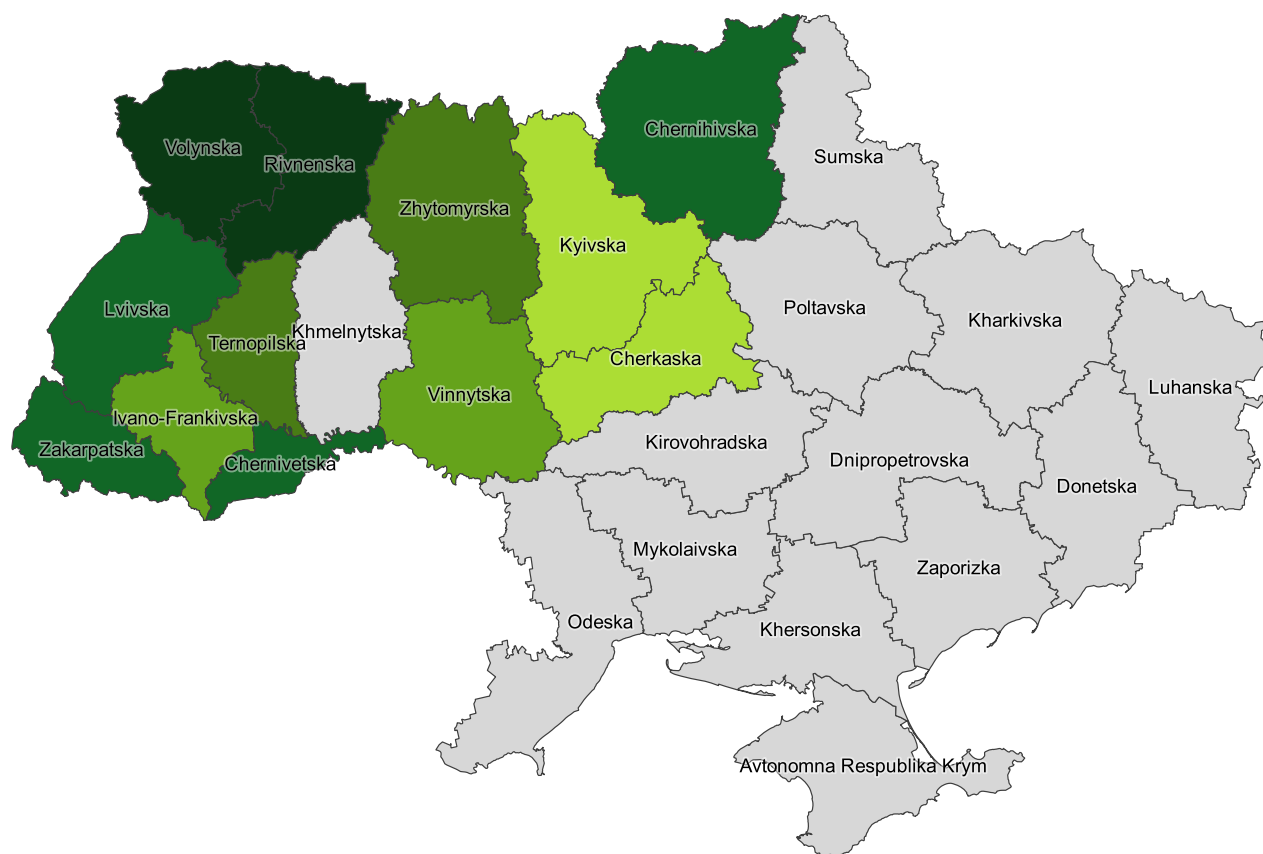 Chernihivska
Volynska
Rivnenska
Sumska
Zhytomyrska
Kyivska
Lvivska
Poltavska
Kharkivska
Khmelnytska
Ternopilska
Cherkaska
Luhanska
Vinnytska
Ivano-Frankivska
Kirovohradska
Zakarpatska
Chernivetska
Dnipropetrovska
Donetska
Mykolaivska
Zaporizka
Odeska
Khersonska
Avtonomna Respublika Krym